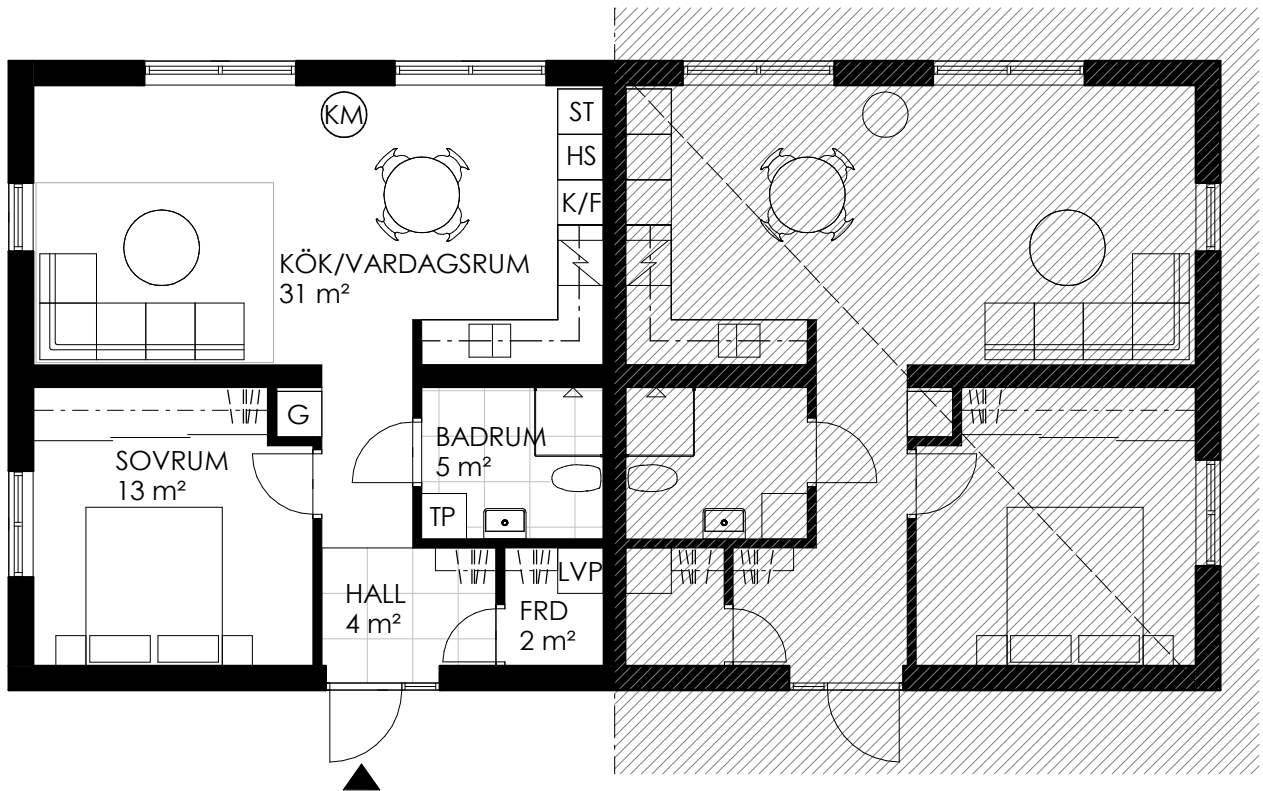 KM
ST
HS
K/F
KÖK/VARDAGSRUM
31 m²
G
SOVRUM
13 m²
BADRUM
5 m²
TP
HALL
4 m²
LVP
FRD
2 m²